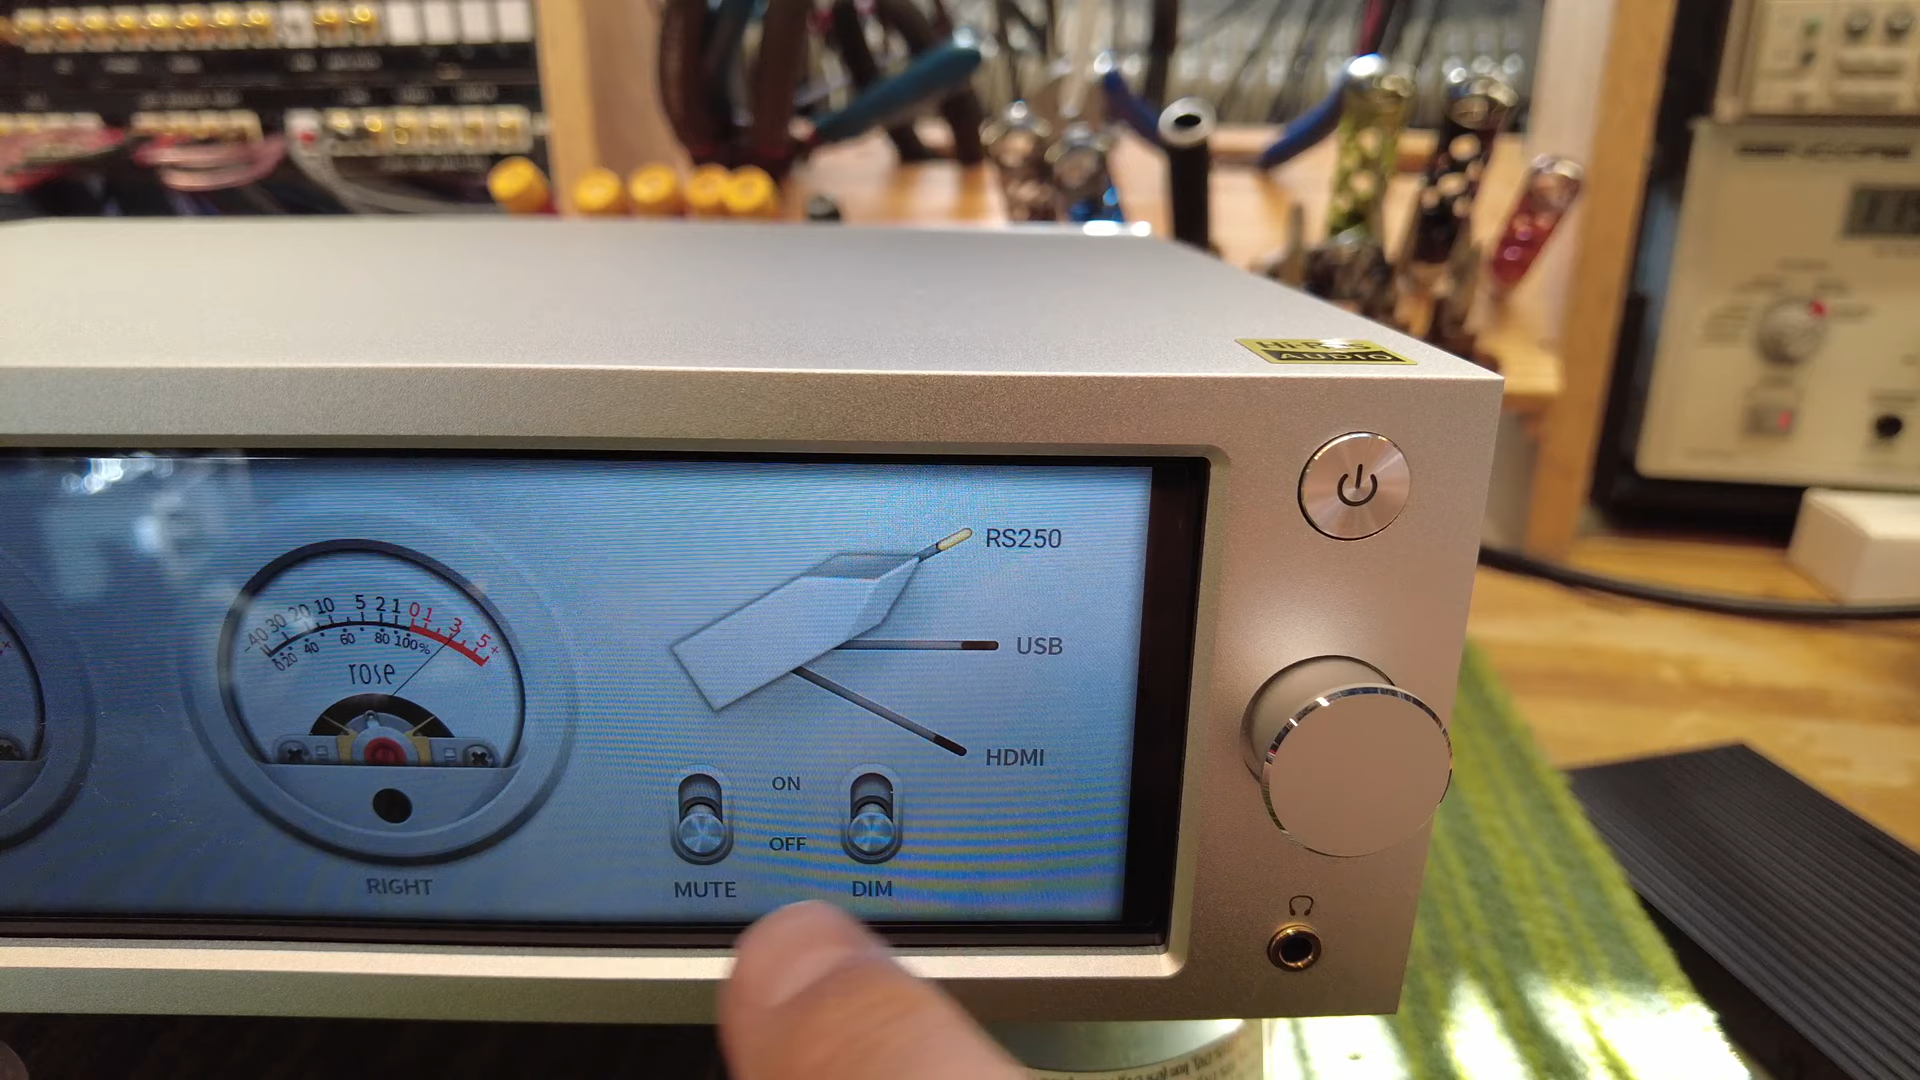 HI-RES
AUDIO
-40 30 20 10 5 2 1 0 1 3 5 +
0 20 40 60 80 100%
rose
RIGHT
RS250
USB
HDMI
ON
OFF
MUTE
DIM